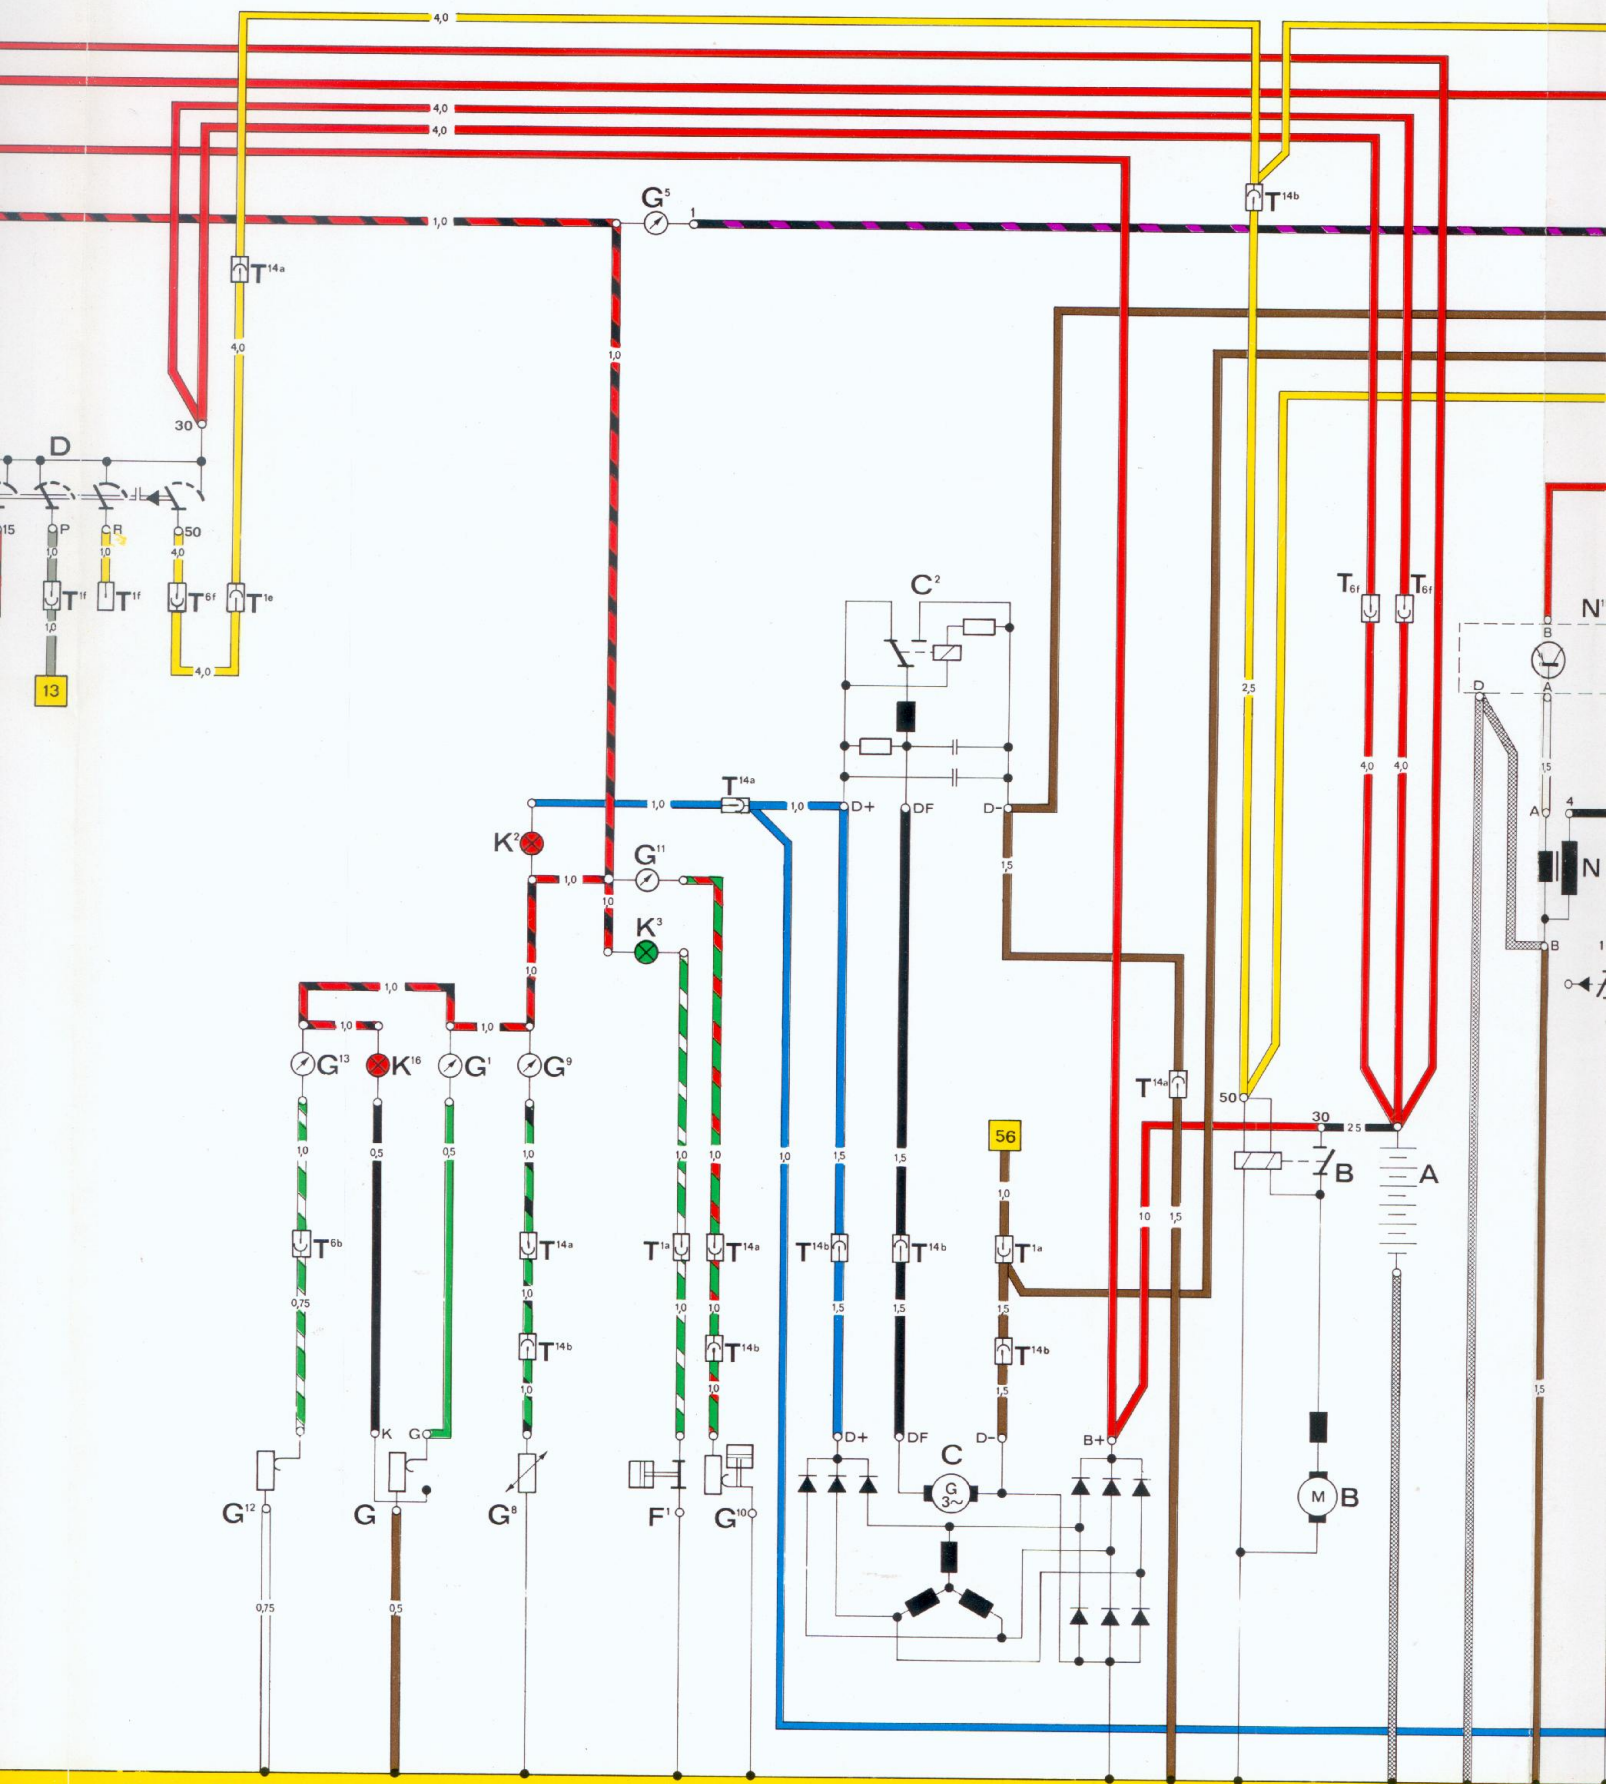 4,0
4,0
4,0
G5
1
T14b
1,0
T14a
1,0
4,0
30
D
15
P
R
50
1,0
1,0
4,0
C2
T6f
T6f
N
T1f
T1f
T6f
T1e
1,0
B
4,0
2,5
D
A
13
T14a
4,0
4,0
1,5
1,0
1,0
D+
DF
D-
A
4
K2
G11
1,5
N
1,0
1,0
K3
B
1
1,0
1,0
1,0
1,0
G13
K16
G1
G9
T14a
50
30
25
56
B
A
1,0
0,5
0,5
1,0
1,0
1,0
1,0
1,5
1,5
1,0
10
1,5
T6b
T14a
T1a
T14a
T14b
T14b
T1a
0,75
1,0
1,0
1,0
1,5
1,5
1,5
T14b
T14b
T14b
1,0
1,0
1,5
1,5
K
G
D+
DF
D-
B+
C
G
3~
M
B
G12
G
G8
F1
G10
0,75
0,5